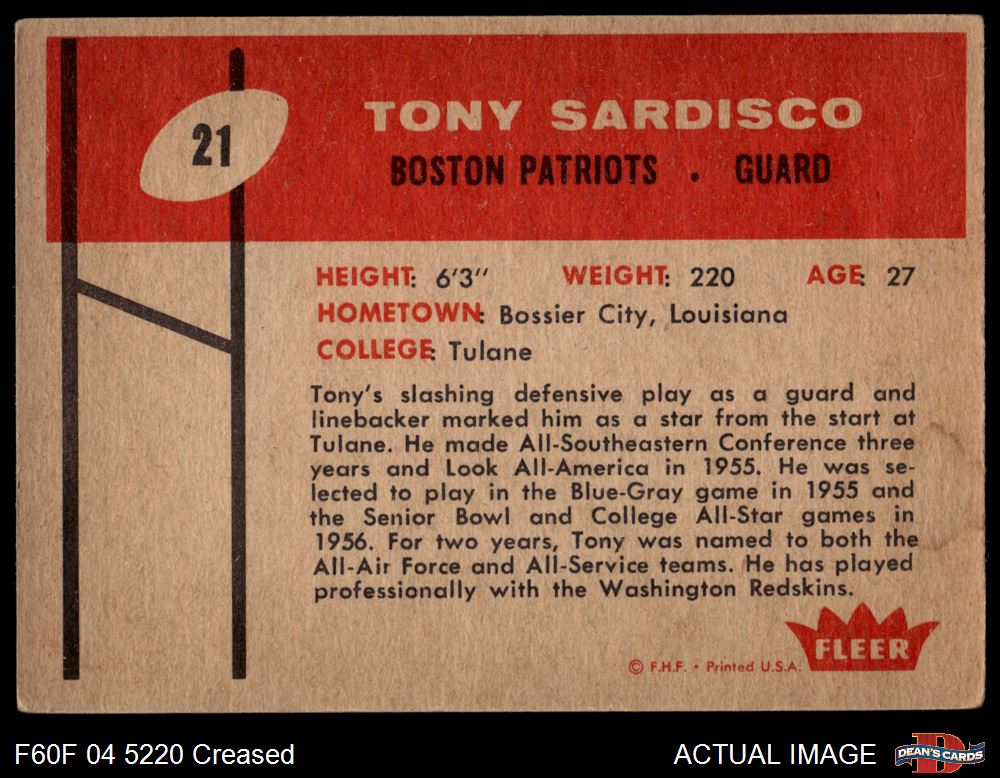 21
TONY SARDISCO
BOSTON PATRIOTS . GUARD
HEIGHT: 6'3" WEIGHT: 220 AGE: 27
HOMETOWN: Bossier City, Louisiana
COLLEGE: Tulane
Tony's slashing defensive play as a guard and
linebacker marked him as a star from the start at
Tulane. He made All-Southeastern Conference three
years and Look All-America in 1955. He was se-
lected to play in the Blue-Gray game in 1955 and
the Senior Bowl and College All-Star games in
1956. For two years, Tony was named to both the
All-Air Force and All-Service teams. He has played
professionally with the Washington Redskins.
FLEER
© F.H.F. • Printed U.S.A.
F60F 04 5220 Creased
ACTUAL IMAGE
D
DEAN'S CARDS